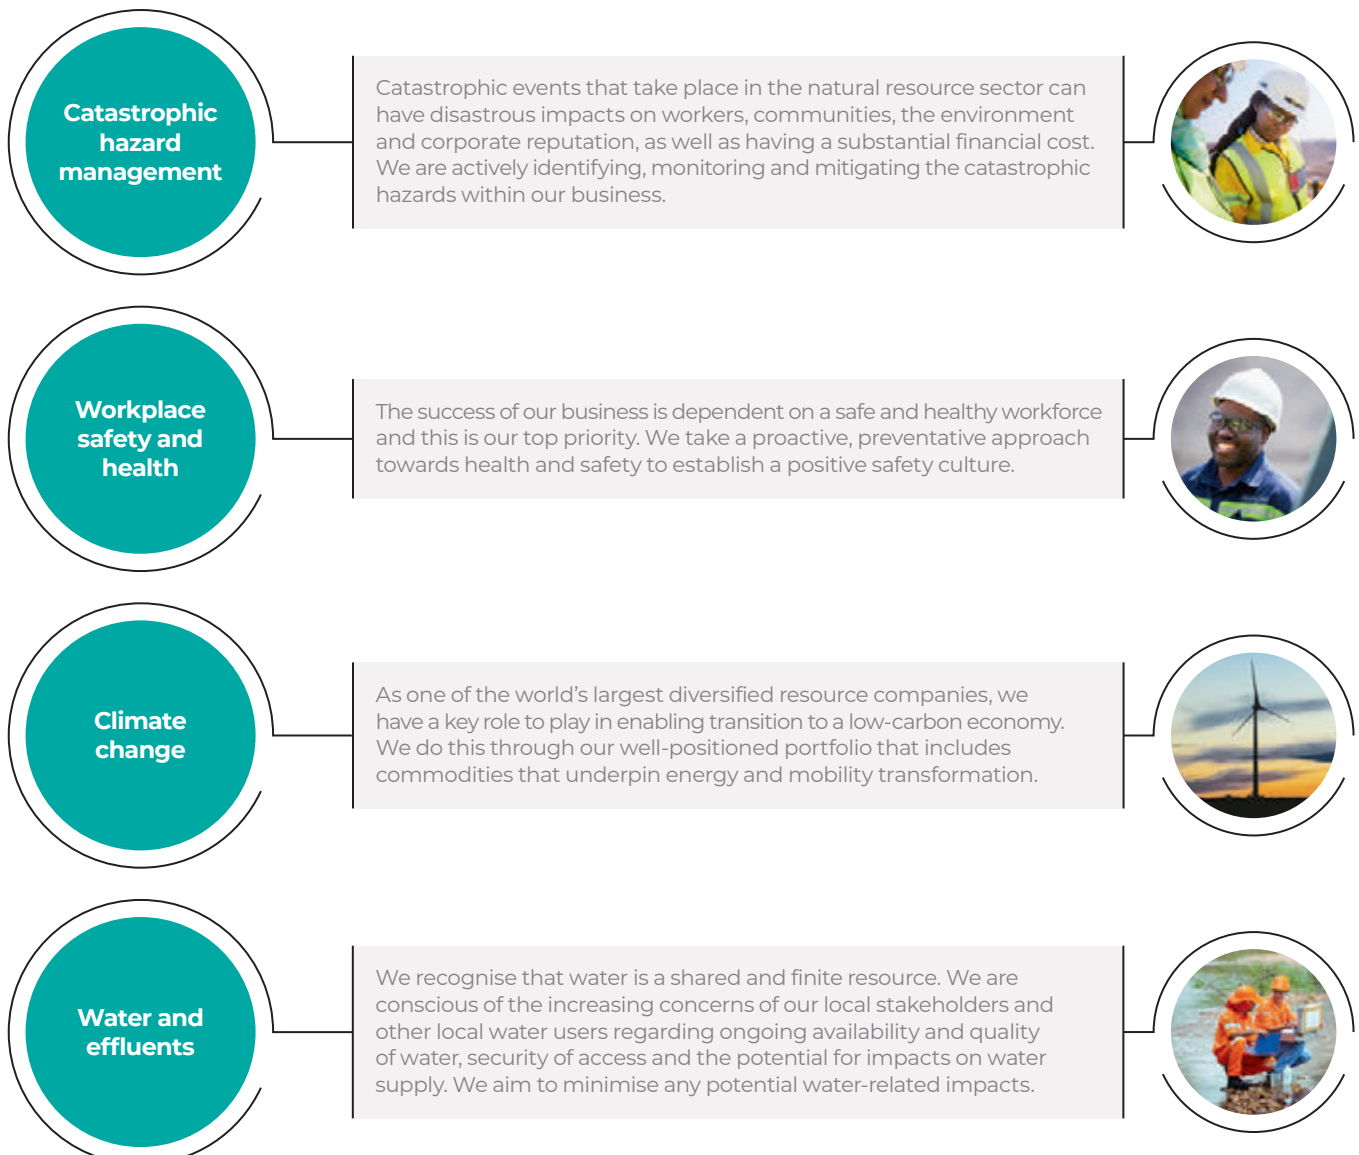 Catastrophic
hazard
management
Catastrophic events that take place in the natural resource sector can
have disastrous impacts on workers, communities, the environment
and corporate reputation, as well as having a substantial financial cost.
We are actively identifying, monitoring and mitigating the catastrophic
hazards within our business.
Workplace
safety and
health
The success of our business is dependent on a safe and healthy workforce
and this is our top priority. We take a proactive, preventative approach
towards health and safety to establish a positive safety culture.
Climate
change
As one of the world’s largest diversified resource companies, we
have a key role to play in enabling transition to a low-carbon economy.
We do this through our well-positioned portfolio that includes
commodities that underpin energy and mobility transformation.
Water and
effluents
We recognise that water is a shared and finite resource. We are
conscious of the increasing concerns of our local stakeholders and
other local water users regarding ongoing availability and quality
of water, security of access and the potential for impacts on water
supply. We aim to minimise any potential water-related impacts.